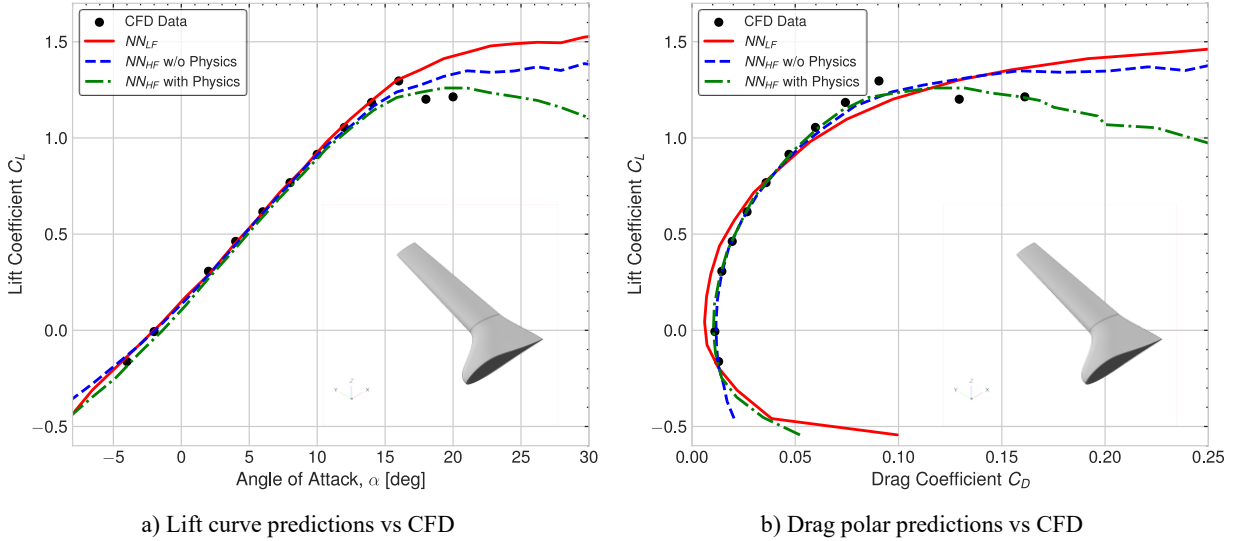 CFD Data
NN_LF
NN_HF w/o Physics
NN_HF with Physics
1.5
1.0
0.5
0.0
−0.5
Lift Coefficient C_L
−5 0 5 10 15 20 25 30
Angle of Attack, α [deg]
a) Lift curve predictions vs CFD
CFD Data
NN_LF
NN_HF w/o Physics
NN_HF with Physics
1.5
1.0
0.5
0.0
−0.5
Lift Coefficient C_L
0.00 0.05 0.10 0.15 0.20 0.25
Drag Coefficient C_D
b) Drag polar predictions vs CFD